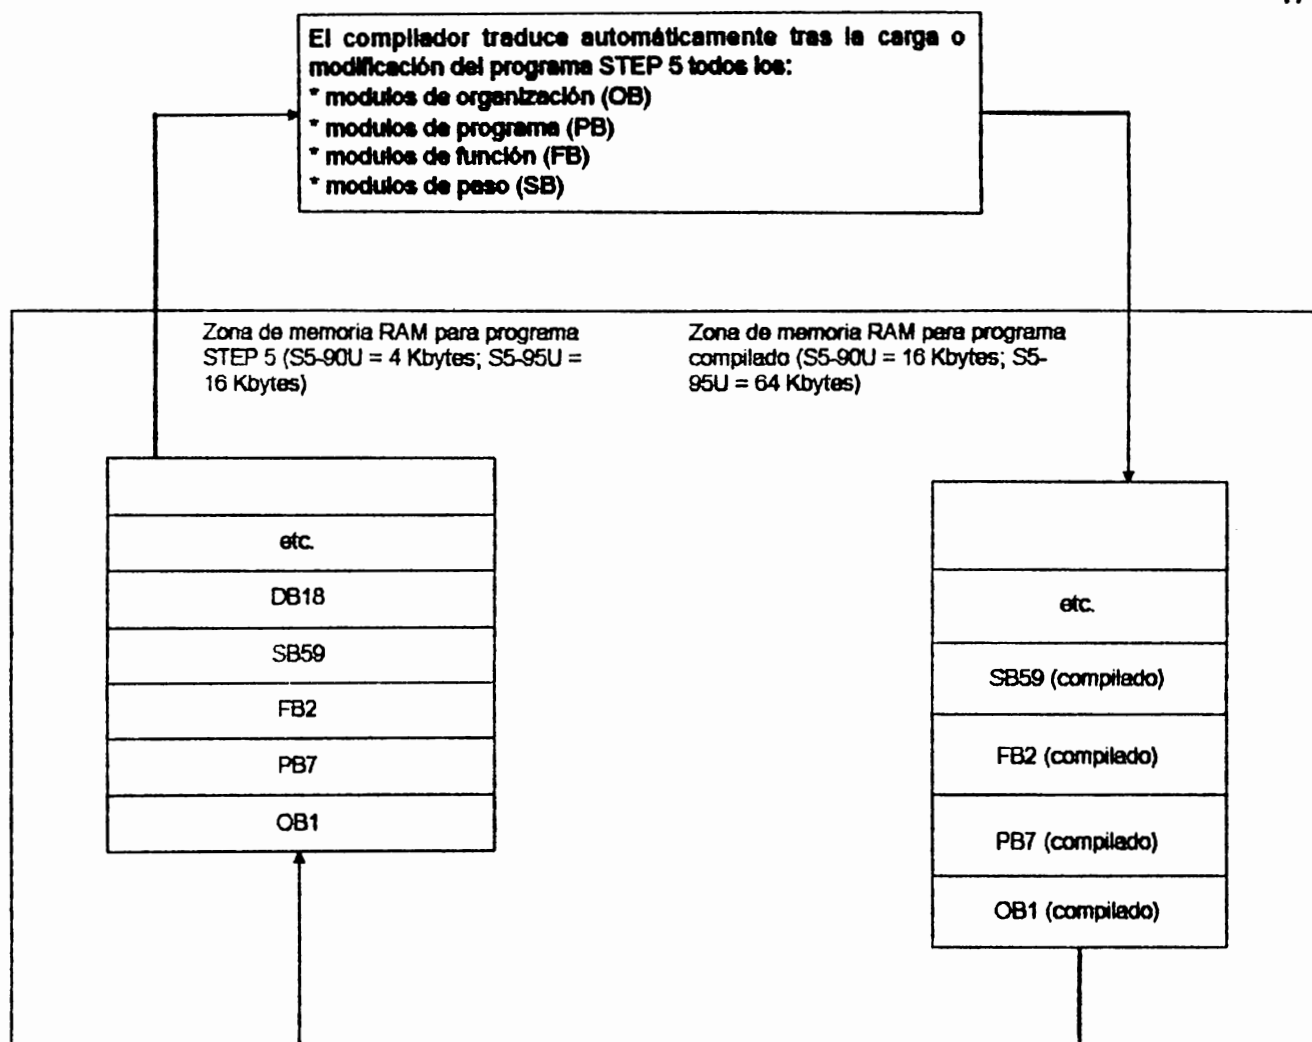 El compilador traduce automáticamente tras la carga o
modificación del programa STEP 5 todos los:
* modulos de organización (OB)
* modulos de programa (PB)
* modulos de función (FB)
* modulos de paso (SB)
Zona de memoria RAM para programa
STEP 5 (S5-90U = 4 Kbytes; S5-95U =
16 Kbytes)
Zona de memoria RAM para programa
compilado (S5-90U = 16 Kbytes; S5-
95U = 64 Kbytes)
etc.
DB18
SB59
FB2
PB7
OB1
etc.
SB59 (compilado)
FB2 (compilado)
PB7 (compilado)
OB1 (compilado)